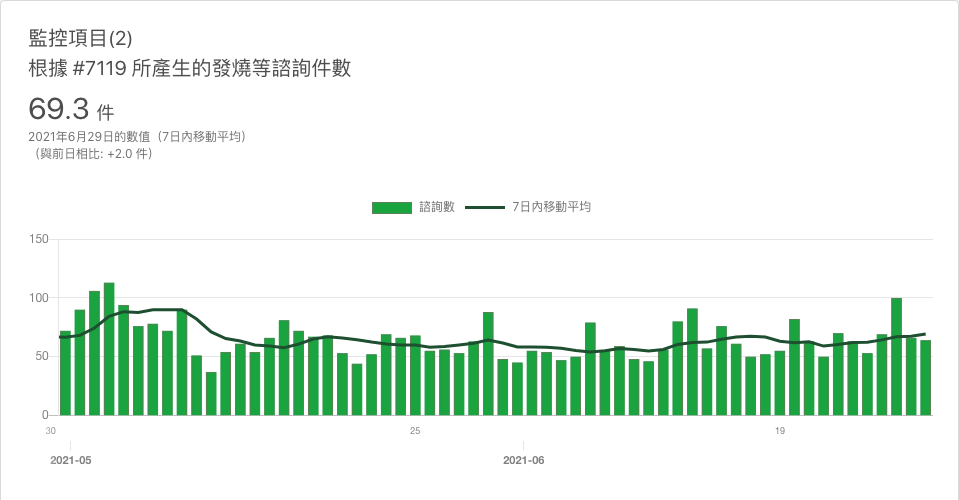 監控項目(2)
根據 #7119 所產生的發燒等諮詢件數
69.3 件
2021年6月29日的數值（7日內移動平均）
（與前日相比: +2.0 件）
諮詢數 7日內移動平均
150
100
50
0
30 25 19
2021-05 2021-06